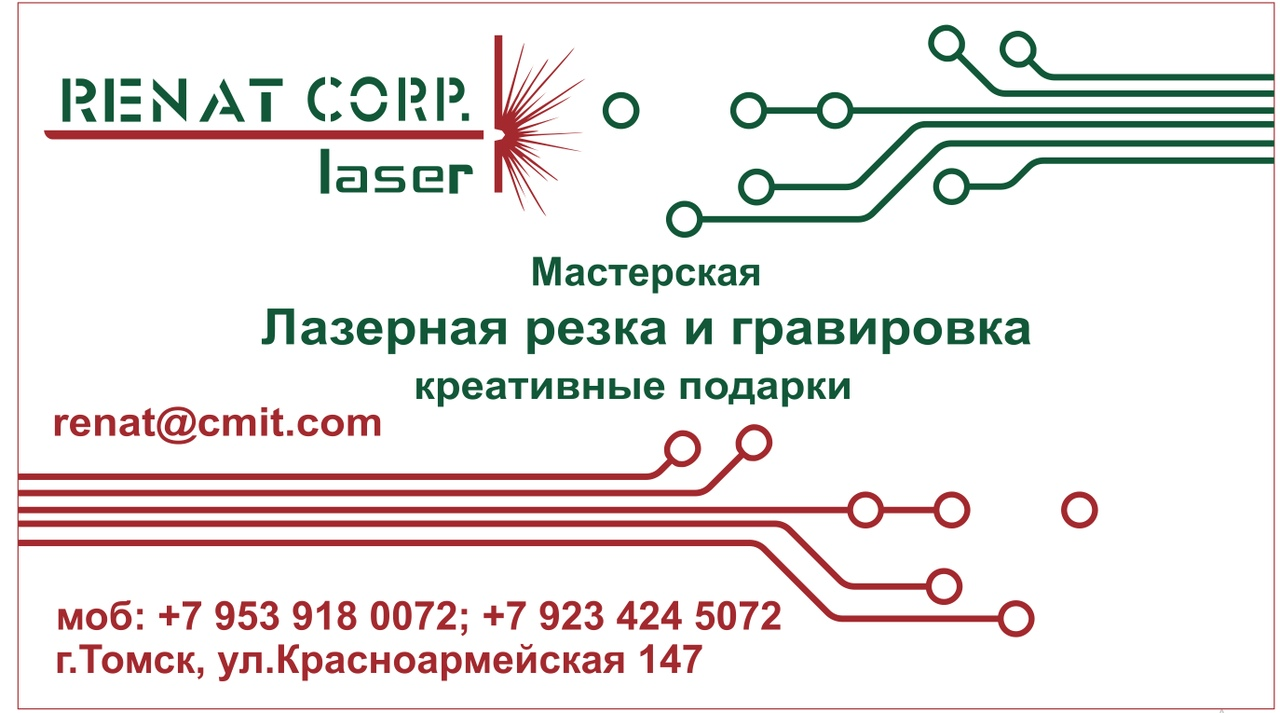 RENAT CORP.
laser
Мастерская
Лазерная резка и гравировка
креативные подарки
renat@cmit.com
моб: +7 953 918 0072; +7 923 424 5072
г.Томск, ул.Красноармейская 147